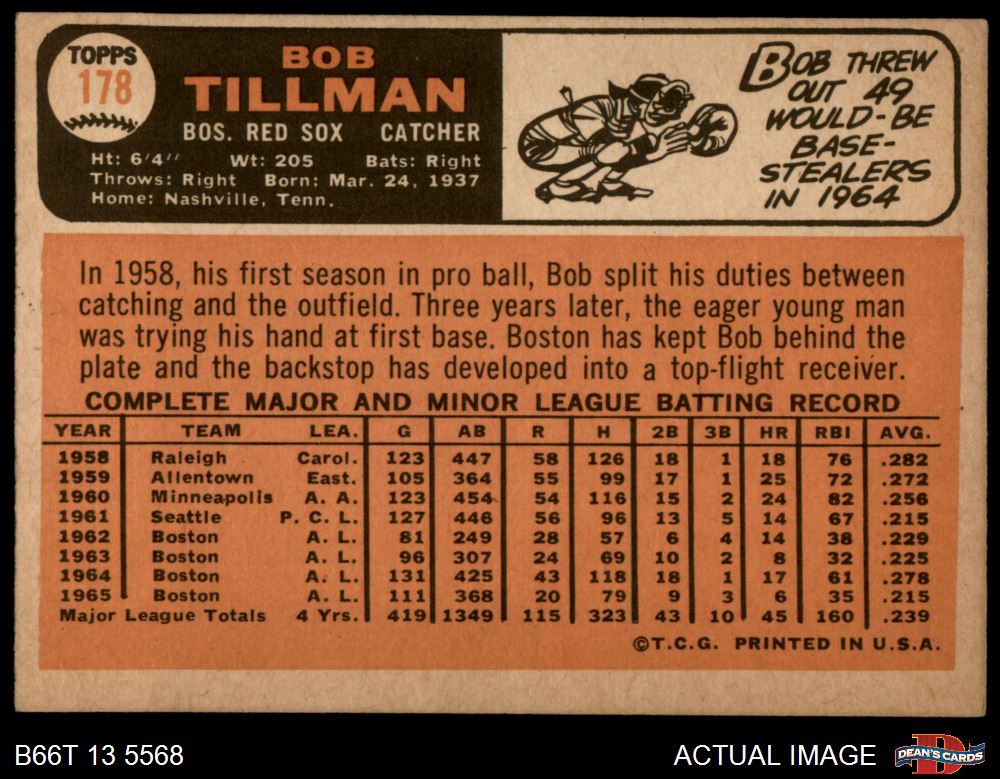 TOPPS
178
BOB
TILLMAN
BOS. RED SOX CATCHER
Ht: 6'4" Wt: 205 Bats: Right
Throws: Right Born: Mar. 24, 1937
Home: Nashville, Tenn.
BOB THREW
OUT 49
WOULD-BE
BASE-
STEALERS
IN 1964
In 1958, his first season in pro ball, Bob split his duties between
catching and the outfield. Three years later, the eager young man
was trying his hand at first base. Boston has kept Bob behind the
plate and the backstop has developed into a top-flight receiver.
COMPLETE MAJOR AND MINOR LEAGUE BATTING RECORD
YEAR TEAM LEA. G AB R H 2B 3B HR RBI AVG.
1958 Raleigh Carol. 123 447 58 126 18 1 18 76 .282
1959 Allentown East. 105 364 55 99 17 1 25 72 .272
1960 Minneapolis A. A. 123 454 54 116 15 2 24 82 .256
1961 Seattle P. C. L. 127 446 56 96 13 5 14 67 .215
1962 Boston A. L. 81 249 28 57 6 4 14 38 .229
1963 Boston A. L. 96 307 24 69 10 2 8 32 .225
1964 Boston A. L. 131 425 43 118 18 1 17 61 .278
1965 Boston A. L. 111 368 20 79 9 3 6 35 .215
Major League Totals 4 Yrs. 419 1349 115 323 43 10 45 160 .239
©T.C.G. PRINTED IN U.S.A.
B66T 13 5568 ACTUAL IMAGE DEAN'S CARDS